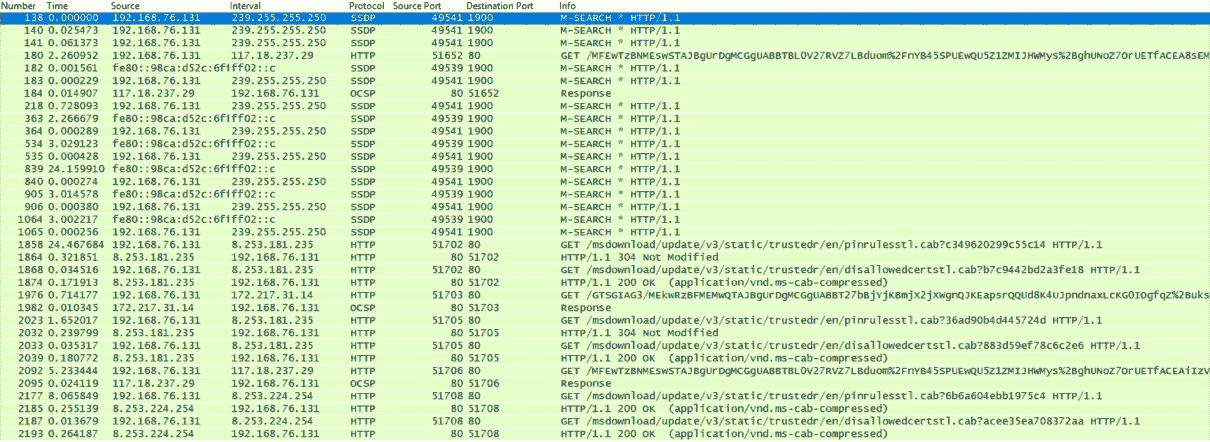 Number Time Source Interval Protocol Source Port Destination Port Info
138 0.000000 192.168.76.131 239.255.255.250 SSDP 49541 1900 M-SEARCH * HTTP/1.1
140 0.025473 192.168.76.131 239.255.255.250 SSDP 49541 1900 M-SEARCH * HTTP/1.1
141 0.061373 192.168.76.131 239.255.255.250 SSDP 49541 1900 M-SEARCH * HTTP/1.1
180 2.260952 192.168.76.131 117.18.237.29 HTTP 51652 80 GET
182 0.001561 fe80::98ca:d52c:6f1ff02::c SSDP 49539 1900 M-SEARCH * HTTP/1.1
183 0.000229 192.168.76.131 239.255.255.250 SSDP 49541 1900 M-SEARCH * HTTP/1.1
184 0.014907 117.18.237.29 192.168.76.131 OCSP 80 51652 Response
218 0.728093 192.168.76.131 239.255.255.250 SSDP 49541 1900 M-SEARCH * HTTP/1.1
363 2.266679 fe80::98ca:d52c:6f1ff02::c SSDP 49539 1900 M-SEARCH * HTTP/1.1
364 0.000289 192.168.76.131 239.255.255.250 SSDP 49541 1900 M-SEARCH * HTTP/1.1
534 3.029123 fe80::98ca:d52c:6f1ff02::c SSDP 49539 1900 M-SEARCH * HTTP/1.1
535 0.000428 192.168.76.131 239.255.255.250 SSDP 49541 1900 M-SEARCH * HTTP/1.1
839 24.159910 fe80::98ca:d52c:6f1ff02::c SSDP 49539 1900 M-SEARCH * HTTP/1.1
840 0.000274 192.168.76.131 239.255.255.250 SSDP 49541 1900 M-SEARCH * HTTP/1.1
905 3.014578 fe80::98ca:d52c:6f1ff02::c SSDP 49539 1900 M-SEARCH * HTTP/1.1
906 0.000380 192.168.76.131 239.255.255.250 SSDP 49541 1900 M-SEARCH * HTTP/1.1
1064 3.002217 fe80::98ca:d52c:6f1ff02::c SSDP 49539 1900 M-SEARCH * HTTP/1.1
1065 0.000256 192.168.76.131 239.255.255.250 SSDP 49541 1900 M-SEARCH * HTTP/1.1
1858 24.467684 192.168.76.131 8.253.181.235 HTTP 51702 80 GET /msdownload/update/v3/static/trustedr/en/pinrulesstl.cab?c349620299c55c14 HTTP/1.1
1864 0.321851 8.253.181.235 192.168.76.131 HTTP 80 51702 HTTP/1.1 304 Not Modified
1868 0.034516 192.168.76.131 8.253.181.235 HTTP 51702 80 GET /msdownload/update/v3/static/trustedr/en/disallowedcertstl.cab?b7c9442bd2a3fe18 HTTP/1.1
1874 0.171913 8.253.181.235 192.168.76.131 HTTP 80 51702 HTTP/1.1 200 OK (application/vnd.ms-cab-compressed)
1976 0.714177 192.168.76.131 172.217.31.14 HTTP 51703 80 GET
1982 0.010345 172.217.31.14 192.168.76.131 OCSP 80 51703 Response
2023 1.652017 192.168.76.131 8.253.181.235 HTTP 51705 80 GET /msdownload/update/v3/static/trustedr/en/pinrulesstl.cab?36ad90b4d445724d HTTP/1.1
2032 0.239799 8.253.181.235 192.168.76.131 HTTP 80 51705 HTTP/1.1 304 Not Modified
2033 0.035317 192.168.76.131 8.253.181.235 HTTP 51705 80 GET /msdownload/update/v3/static/trustedr/en/disallowedcertstl.cab?883d59ef78c6c2e6 HTTP/1.1
2039 0.180772 8.253.181.235 192.168.76.131 HTTP 80 51705 HTTP/1.1 200 OK (application/vnd.ms-cab-compressed)
2092 5.233444 192.168.76.131 117.18.237.29 HTTP 51706 80 GET
2095 0.024119 117.18.237.29 192.168.76.131 OCSP 80 51706 Response
2177 8.065849 192.168.76.131 8.253.224.254 HTTP 51708 80 GET /msdownload/update/v3/static/trustedr/en/pinrulesstl.cab?6b6a604ebb1975c4 HTTP/1.1
2185 0.255139 8.253.224.254 192.168.76.131 HTTP 80 51708 HTTP/1.1 200 OK (application/vnd.ms-cab-compressed)
2187 0.013679 192.168.76.131 8.253.224.254 HTTP 51708 80 GET /msdownload/update/v3/static/trustedr/en/disallowedcertstl.cab?acee35ea708372aa HTTP/1.1
2193 0.264187 8.253.224.254 192.168.76.131 HTTP 80 51708 HTTP/1.1 200 OK (application/vnd.ms-cab-compressed)